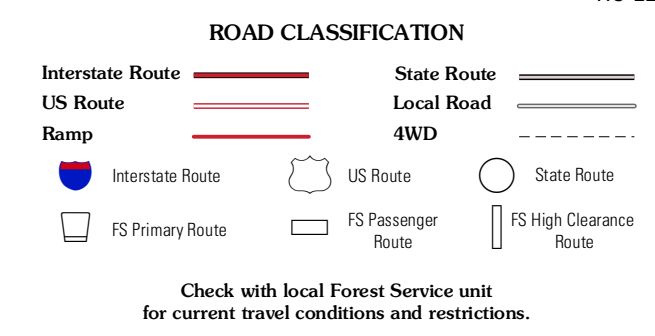 ROAD CLASSIFICATION
Interstate Route
State Route
US Route
Local Road
Ramp
4WD
Interstate Route
US Route
State Route
FS Primary Route
FS Passenger
Route
FS High Clearance
Route
Check with local Forest Service unit
for current travel conditions and restrictions.